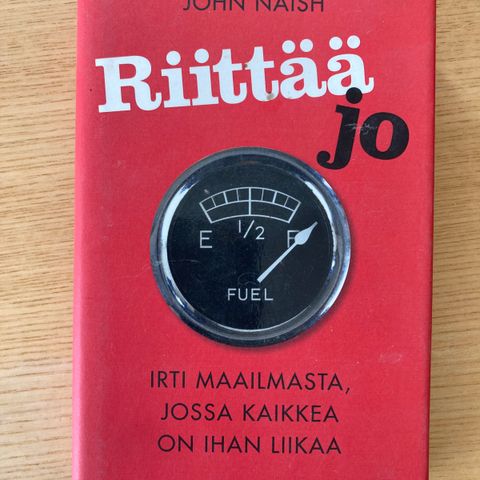 JOHN NAISH
Riittää
jo
1/2
E F
FUEL
IRTI MAAILMASTA,
JOSSA KAIKKEA
ON IHAN LIIKAA